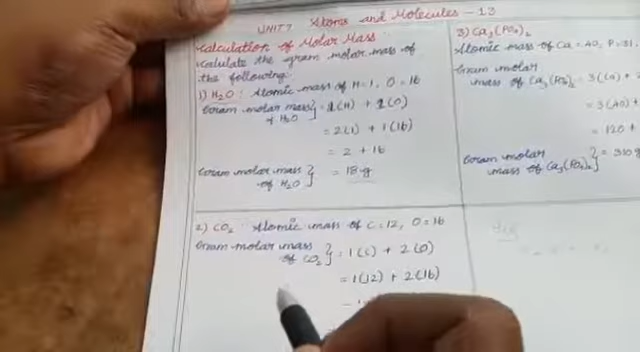 UNIT 7 Atoms and Molecules - 13
Calculation of Molar Mass
Calculate the gram molar mass of
the following
1) H₂O : Atomic mass of H=1, O=16
Gram molar mass of H₂O } = 2(H) + 1(O)
= 2(1) + 1(16)
= 2 + 16
Gram molar mass of H₂O } = 18 g
2) CO₂ Atomic mass of C=12, O=16
Gram molar mass of CO₂ } = 1(C) + 2(O)
= 1(12) + 2(16)
3) Ca₃(PO₄)₂
Atomic mass of Ca=40, P=31,
Gram molar
mass of Ca₃(PO₄)₂ = 3(Ca) +
= 3(40) +
= 120 +
Gram molar mass of Ca₃(PO₄)₂ } = 310 g